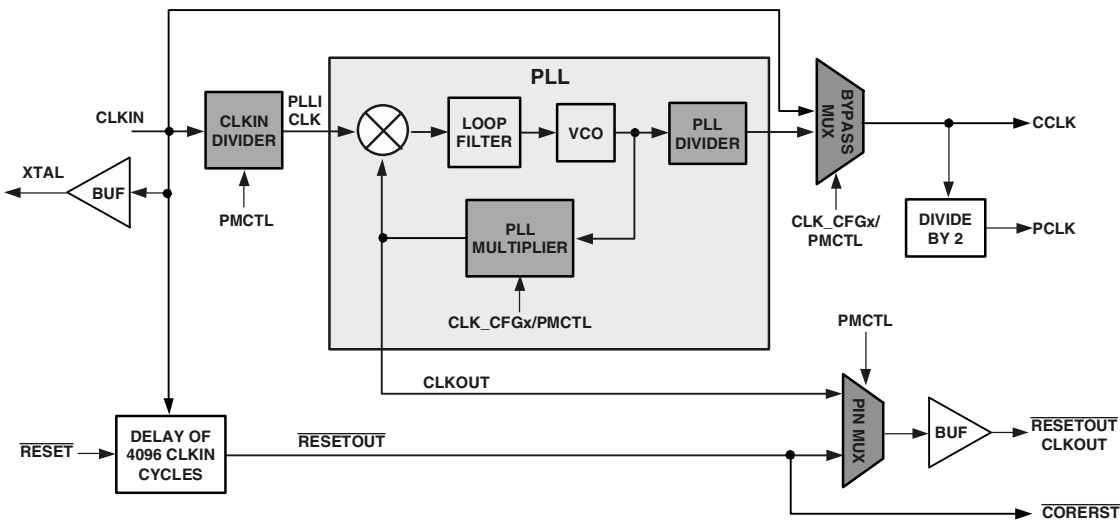 PLL
CLKIN
CLKIN
DIVIDER
PLLI
CLK
LOOP
FILTER
VCO
PLL
DIVIDER
BYPASS
MUX
CCLK
XTAL
BUF
PMCTL
PLL
MULTIPLIER
CLK_CFGx/PMCTL
CLK_CFGx/
PMCTL
DIVIDE
BY 2
PCLK
PMCTL
CLKOUT
PIN MUX
BUF
RESETOUT
CLKOUT
RESET
DELAY OF
4096 CLKIN
CYCLES
RESETOUT
CORERST